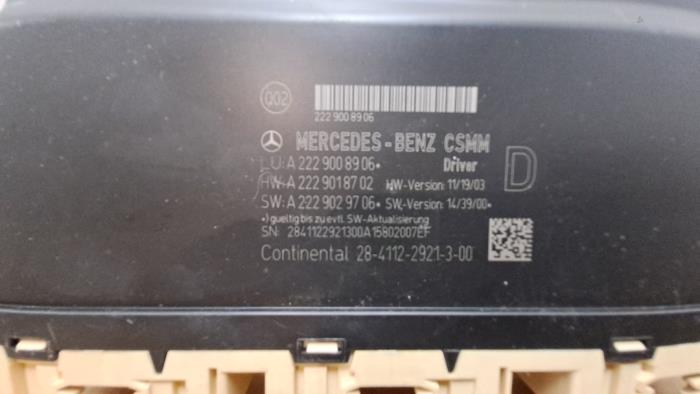 Q02
222 900 89 06
MERCEDES-BENZ CSMM
LU: A 222 900 89 06* Driver
D
HW: A 222 901 87 02 HW-Version: 11/19/03
SW: A 222 902 97 06* SW-Version: 14/39/00*
*) gueltig bis zu evtl. SW-Aktualisierung
SN: 2841122921300A15802007EF
Continental 28-4112-2921-3-00